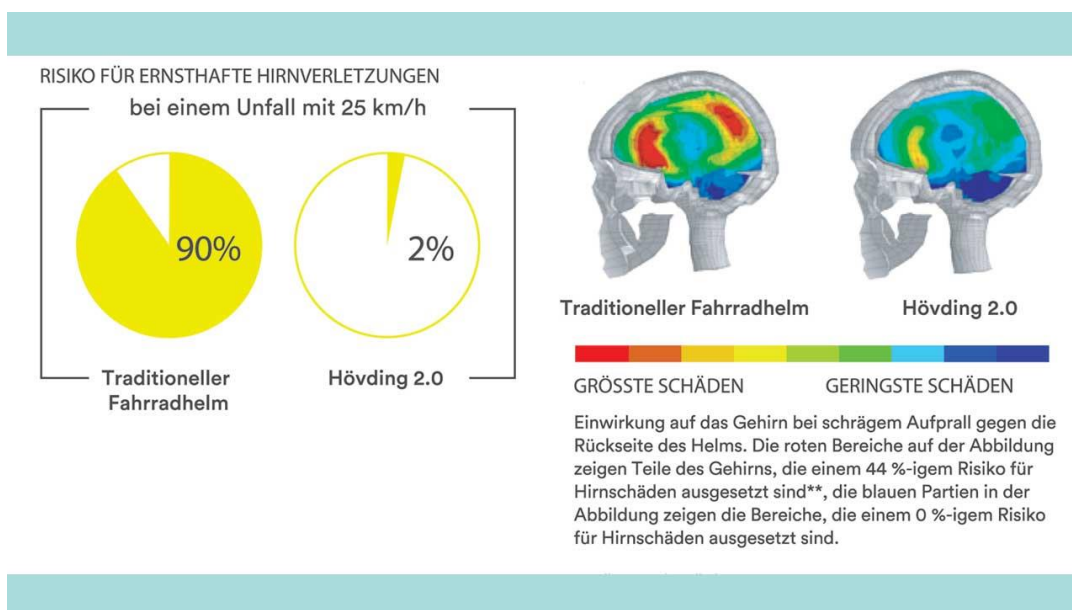 RISIKO FÜR ERNSTHAFTE HIRNVERLETZUNGEN
bei einem Unfall mit 25 km/h
90%
2%
Traditioneller
Fahrradhelm
Hövding 2.0
Traditioneller Fahrradhelm
Hövding 2.0
GRÖSSTE SCHÄDEN
GERINGSTE SCHÄDEN
Einwirkung auf das Gehirn bei schrägem Aufprall gegen die
Rückseite des Helms. Die roten Bereiche auf der Abbildung
zeigen Teile des Gehirns, die einem 44 %-igem Risiko für
Hirnschäden ausgesetzt sind**, die blauen Partien in der
Abbildung zeigen die Bereiche, die einem 0 %-igem Risiko
für Hirnschäden ausgesetzt sind.